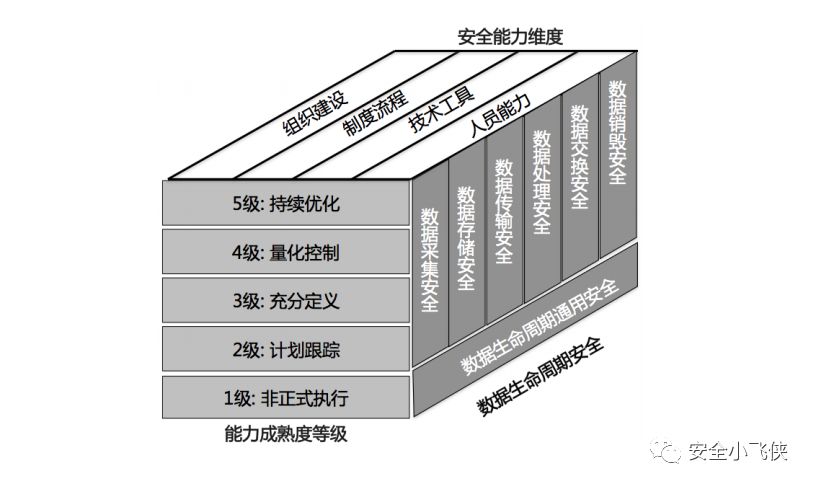 安全能力维度
组织建设
制度流程
技术工具
人员能力
5级: 持续优化
4级: 量化控制
3级: 充分定义
2级: 计划跟踪
1级: 非正式执行
能力成熟度等级
数据采集安全
数据存储安全
数据传输安全
数据处理安全
数据交换安全
数据销毁安全
数据生命周期通用安全
数据生命周期安全
安全小飞侠